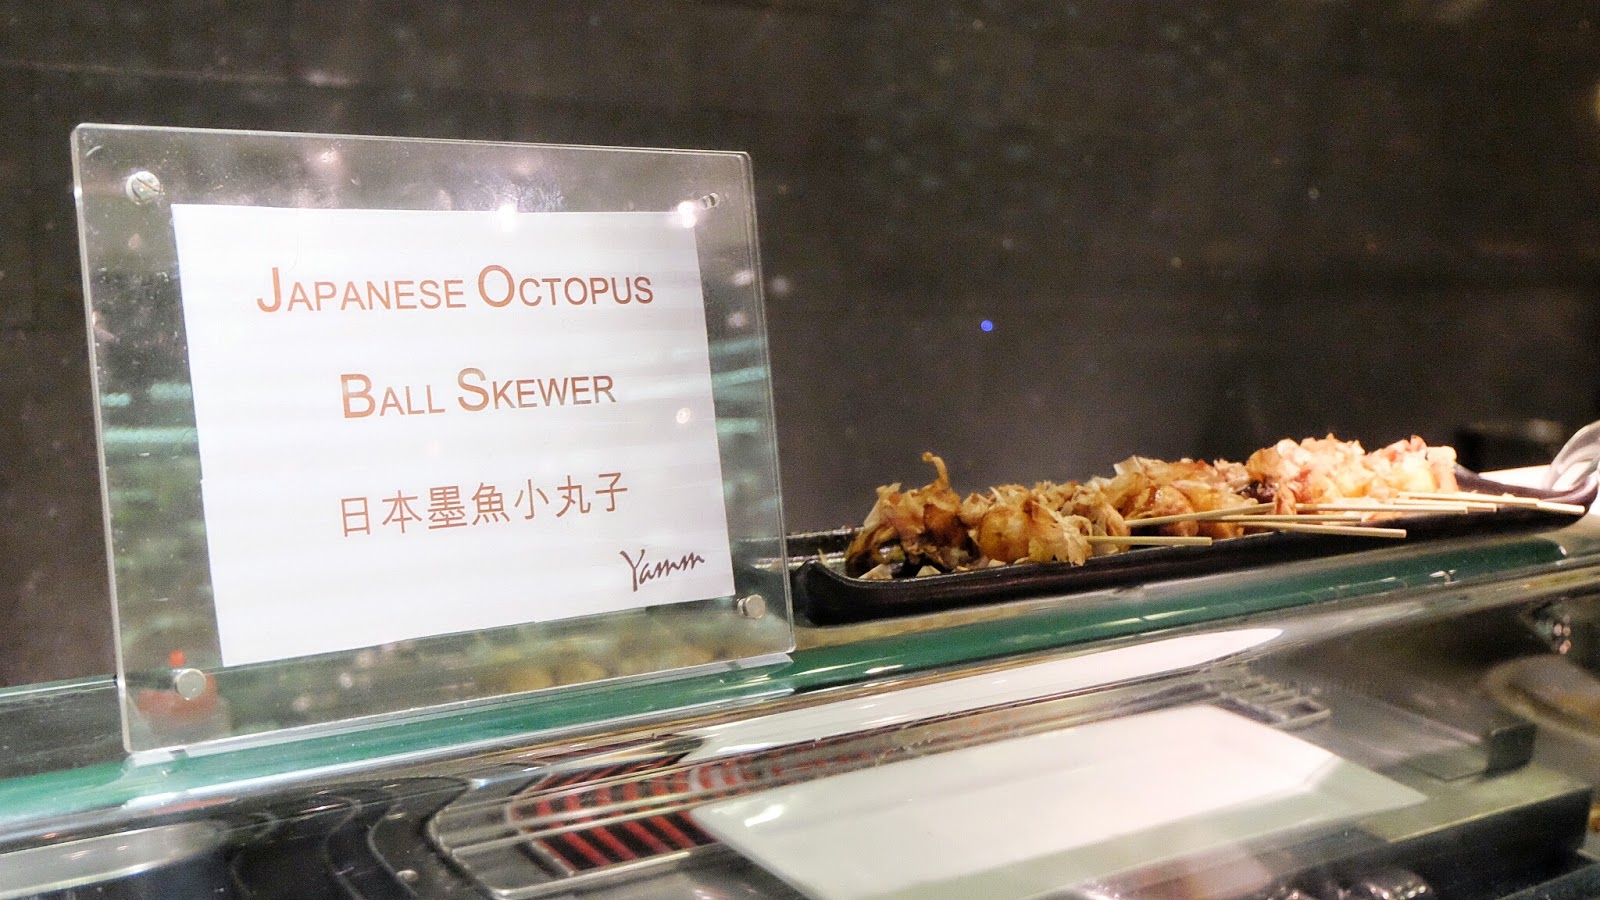 JAPANESE OCTOPUS
BALL SKEWER
日本墨魚小丸子
Yamm